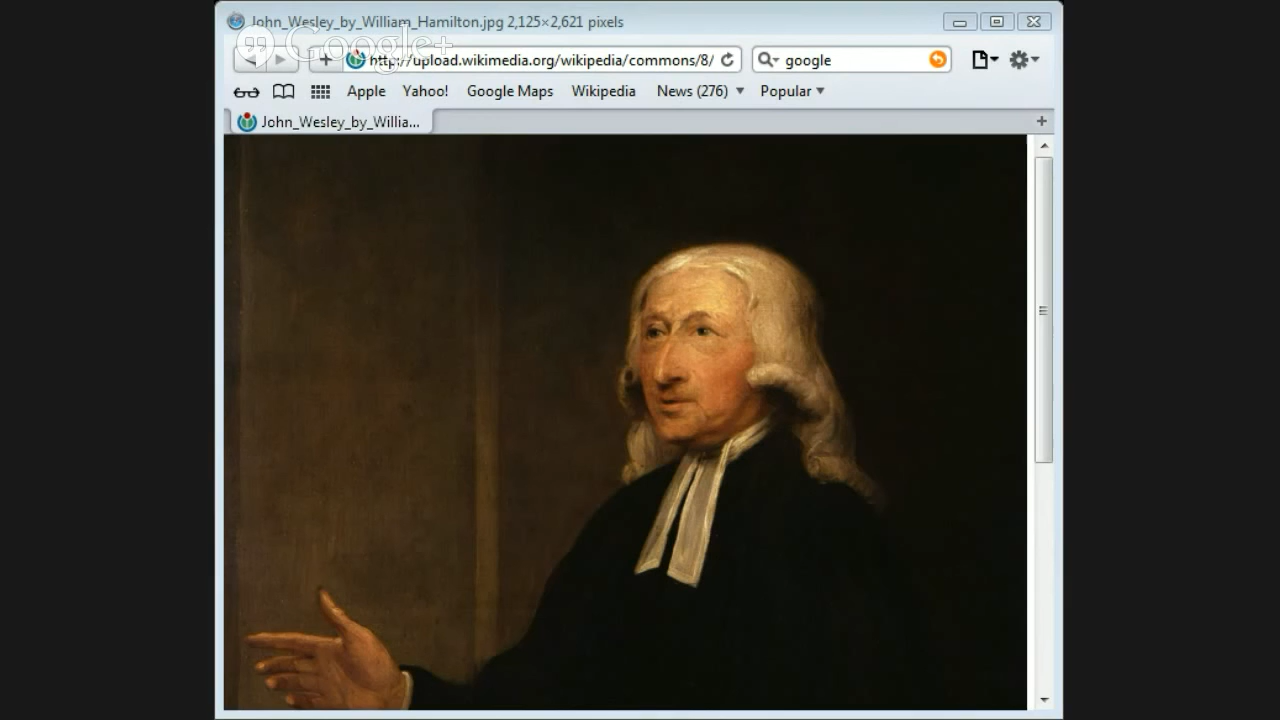 John_Wesley_by_William_Hamilton.jpg 2,125×2,621 pixels
Google+
http://upload.wikimedia.org/wikipedia/commons/8/
google
Apple Yahoo! Google Maps Wikipedia News (276) Popular
John_Wesley_by_Willia...